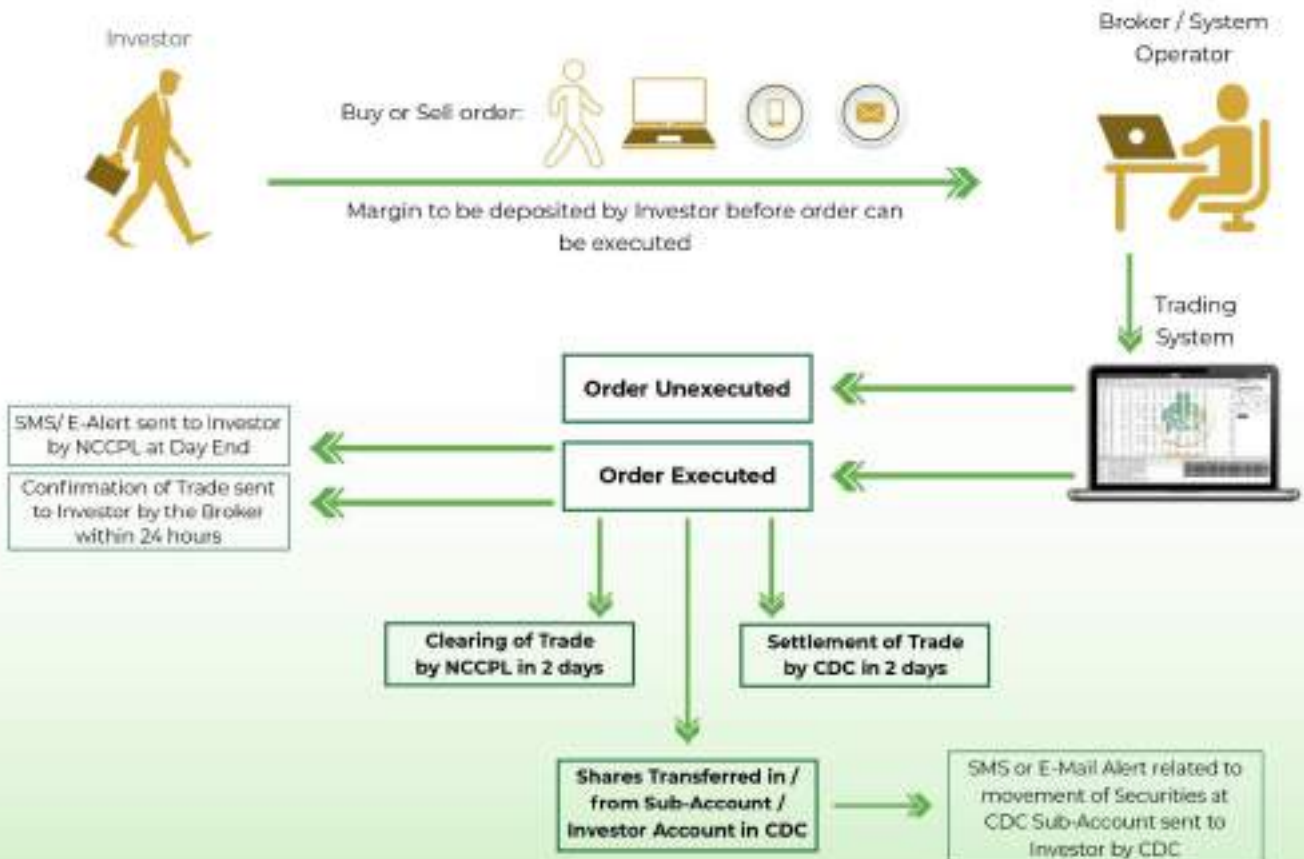 Investor
Broker / System
Operator
Buy or Sell order:
Margin to be deposited by Investor before order can
be executed
Trading
System
Order Unexecuted
SMS/ E-Alert sent to Investor
by NCCPL at Day End
Order Executed
Confirmation of Trade sent
to Investor by the Broker
within 24 hours
Clearing of Trade
by NCCPL in 2 days
Settlement of Trade
by CDC in 2 days
Shares Transferred in /
from Sub-Account /
Investor Account in CDC
SMS or E-Mail Alert related to
movement of Securities at
CDC Sub-Account sent to
Investor by CDC